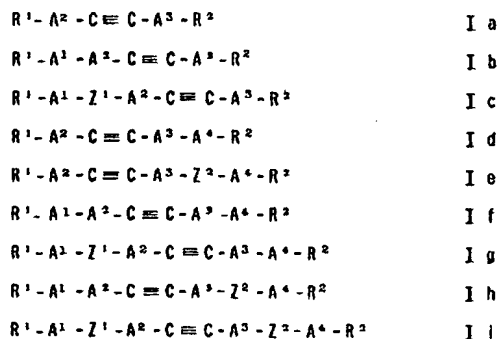 R¹-A²-C≡C-A³-R² I a
R¹-A¹-A²-C≡C-A³-R² I b
R¹-A¹-Z¹-A²-C≡C-A³-R² I c
R¹-A²-C≡C-A³-A⁴-R² I d
R¹-A²-C≡C-A³-Z²-A⁴-R² I e
R¹-A¹-A²-C≡C-A³-A⁴-R² I f
R¹-A¹-Z¹-A²-C≡C-A³-A⁴-R² I g
R¹-A¹-A²-C≡C-A³-Z²-A⁴-R² I h
R¹-A¹-Z¹-A²-C≡C-A³-Z²-A⁴-R² I i